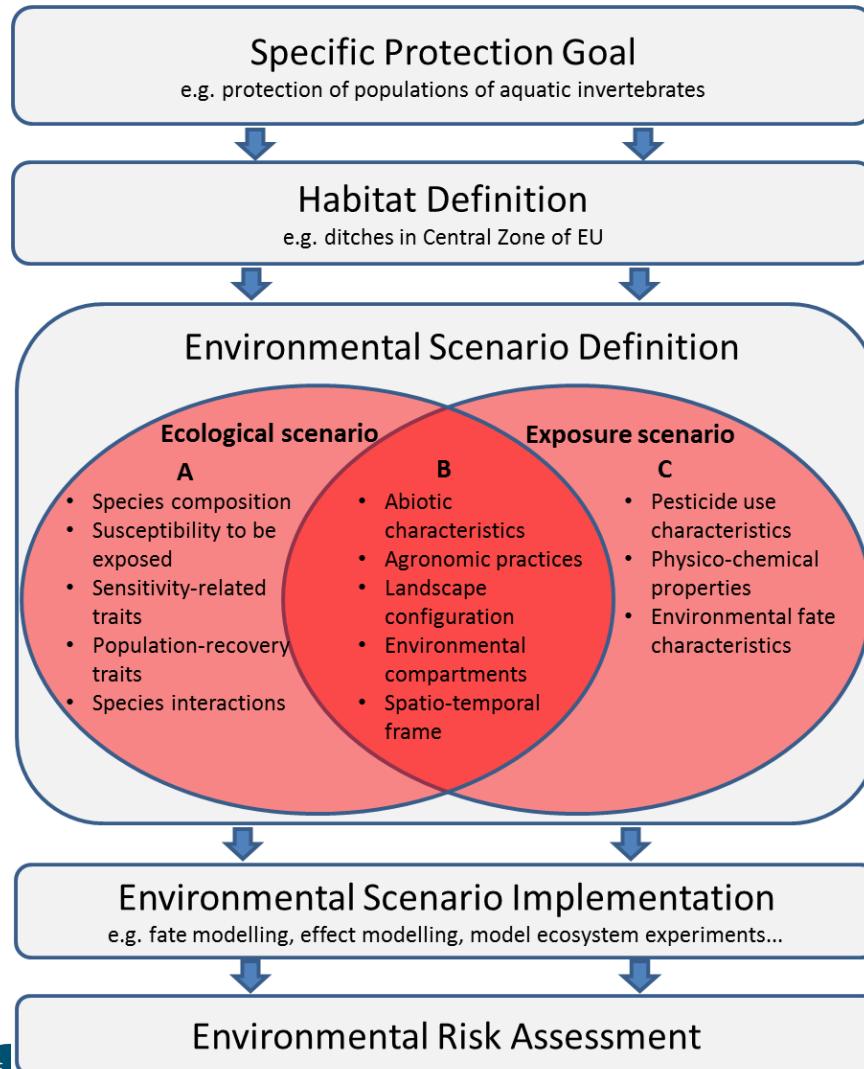 Specific Protection Goal
e.g. protection of populations of aquatic invertebrates
Habitat Definition
e.g. ditches in Central Zone of EU
Environmental Scenario Definition
Ecological scenario
A
• Species composition
• Susceptibility to be
exposed
• Sensitivity-related
traits
• Population-recovery
traits
• Species interactions
B
• Abiotic
characteristics
• Agronomic practices
• Landscape
configuration
• Environmental
compartments
• Spatio-temporal
frame
Exposure scenario
C
• Pesticide use
characteristics
• Physico-chemical
properties
• Environmental fate
characteristics
Environmental Scenario Implementation
e.g. fate modelling, effect modelling, model ecosystem experiments...
Environmental Risk Assessment